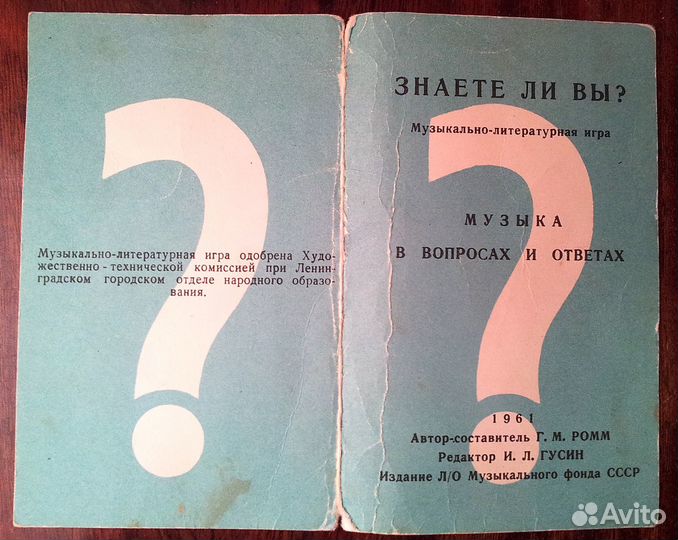 Музыкально-литературная игра одобрена Худо-
жественно-технической комиссией при Ленин-
градском городском отделе народного образо-
вания.
ЗНАЕТЕ ЛИ ВЫ?
Музыкально-литературная игра
МУЗЫКА
В ВОПРОСАХ И ОТВЕТАХ
1961
Автор-составитель Г. М. РОММ
Редактор И. Л. ГУСИН
Издание Л/О Музыкального фонда СССР
Avito